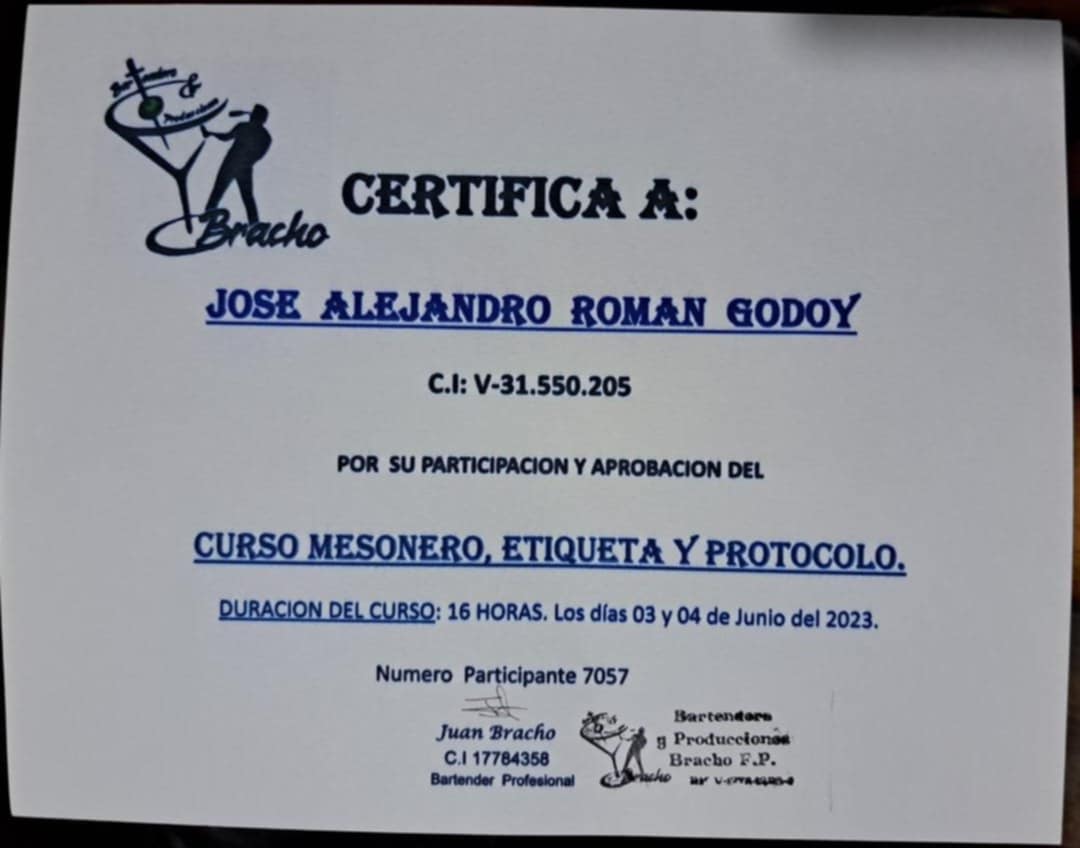 Bartenders &
Producciones
Bracho
CERTIFICA A:
JOSE ALEJANDRO ROMAN GODOY
C.I: V-31.550.205
POR SU PARTICIPACION Y APROBACION DEL
CURSO MESONERO, ETIQUETA Y PROTOCOLO.
DURACION DEL CURSO: 16 HORAS. Los días 03 y 04 de Junio del 2023.
Numero Participante 7057
Juan Bracho
C.I 17784358
Bartender Profesional
Bracho
Bartenders
y Producciones
Bracho F.P.